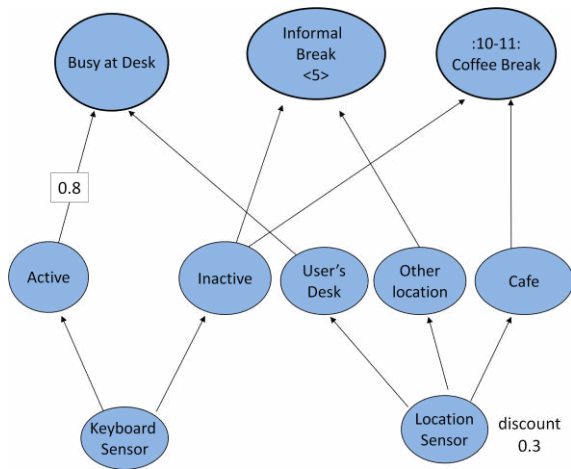 Busy at Desk
Informal
Break
<5>
:10-11:
Coffee Break
0.8
Active
Inactive
User's
Desk
Other
location
Cafe
Keyboard
Sensor
Location
Sensor
discount
0.3